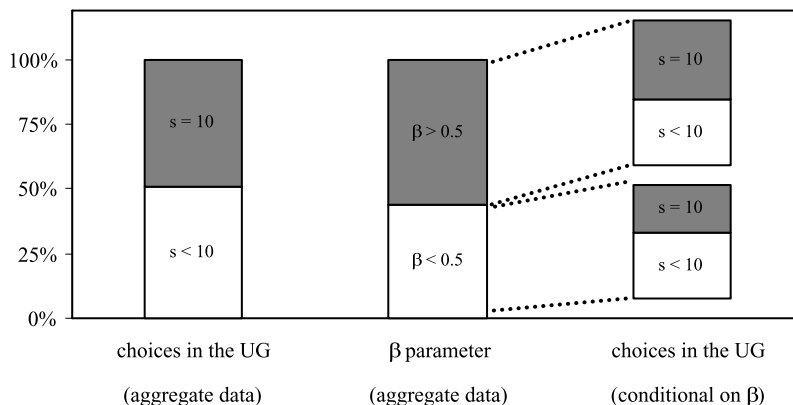 100%
75%
50%
25%
0%
s = 10
s < 10
β > 0.5
β < 0.5
s = 10
s < 10
s = 10
s < 10
choices in the UG
(aggregate data)
β parameter
(aggregate data)
choices in the UG
(conditional on β)